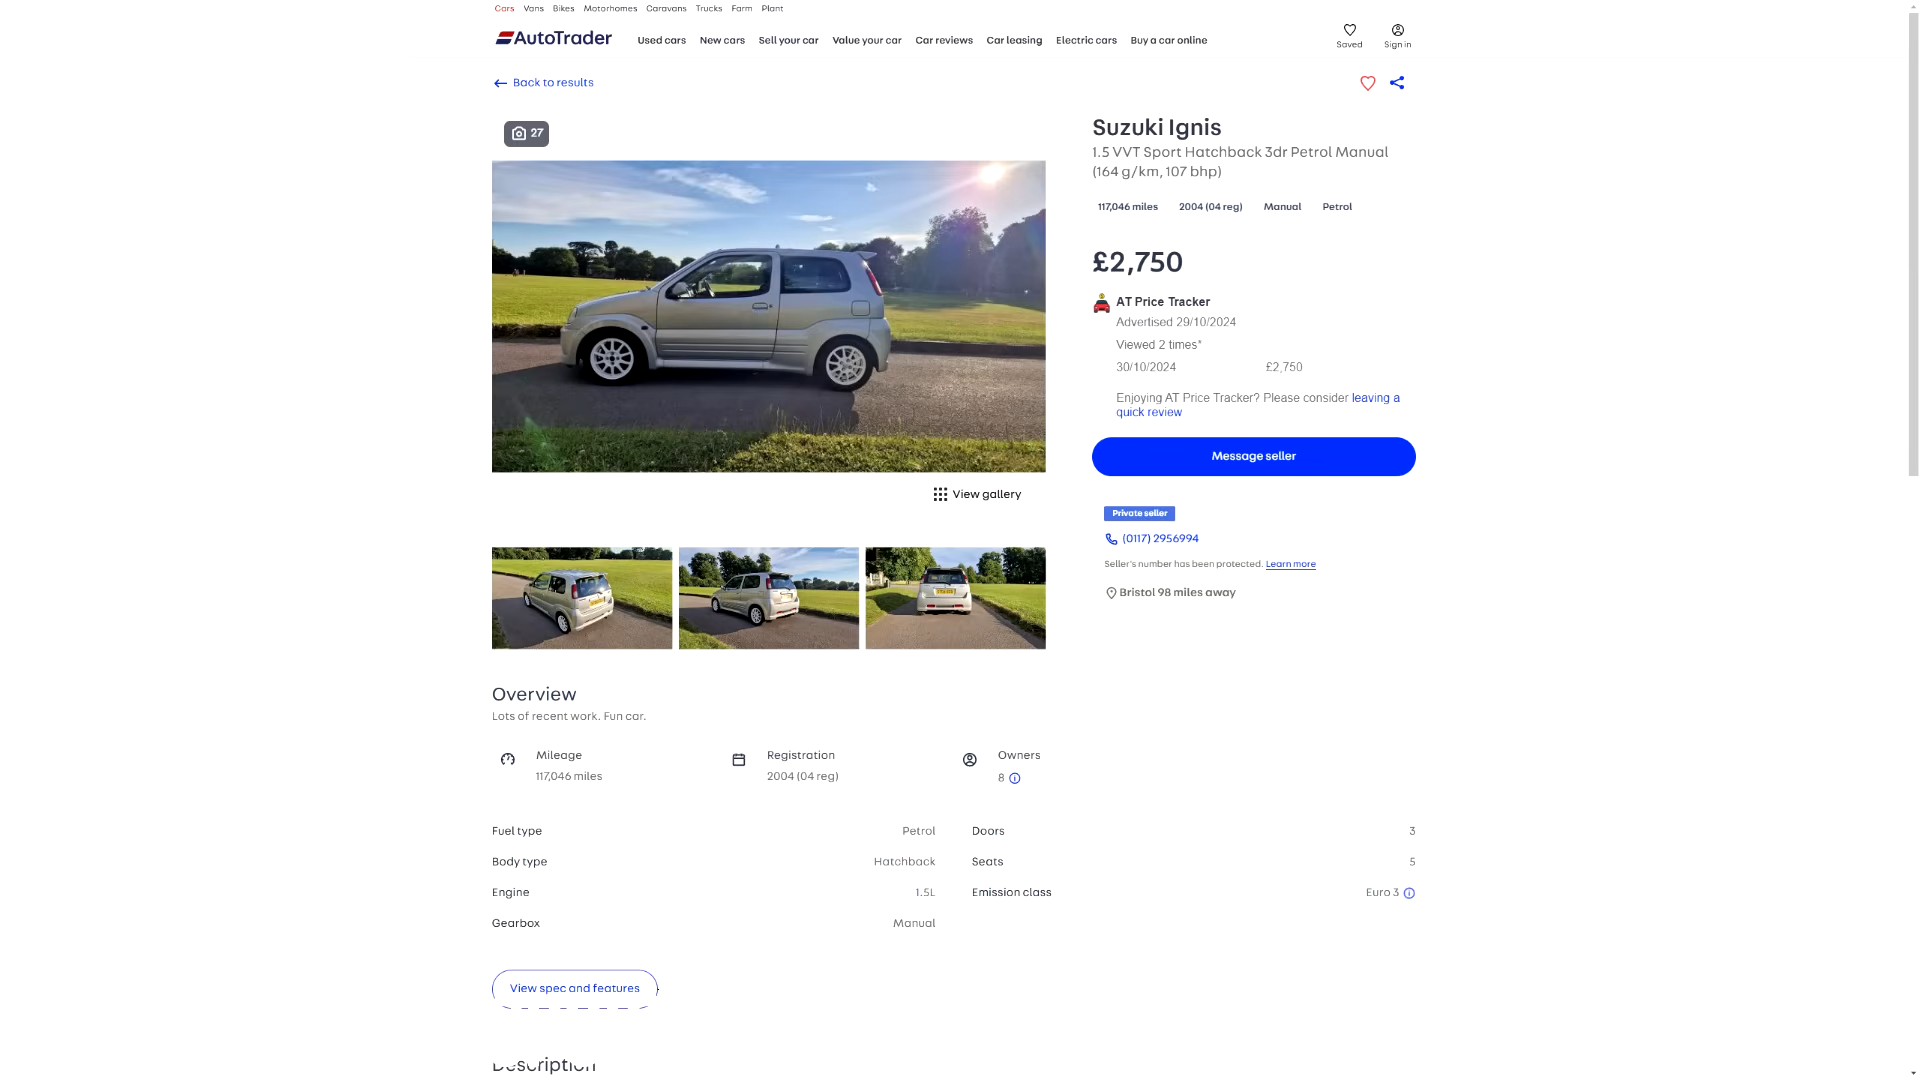 Cars Vans Bikes Motorhomes Caravans Trucks Farm Plant
AutoTrader Used cars New cars Sell your car Value your car Car reviews Car leasing Electric cars Buy a car online Saved Sign in
Back to results
27
Suzuki Ignis
1.5 VVT Sport Hatchback 3dr Petrol Manual
(164 g/km, 107 bhp)
117,046 miles 2004 (04 reg) Manual Petrol
£2,750
AT Price Tracker
Advertised 29/10/2024
Viewed 2 times*
30/10/2024 £2,750
Enjoying AT Price Tracker? Please consider leaving a
quick review
Message seller
View gallery
Private seller
(0117) 2956994
Seller's number has been protected. Learn more
Bristol 98 miles away
Overview
Lots of recent work. Fun car.
Mileage Registration Owners
117,046 miles 2004 (04 reg) 8
Fuel type Petrol Doors 3
Body type Hatchback Seats 5
Engine 1.5L Emission class Euro 3
Gearbox Manual
View spec and features
Description